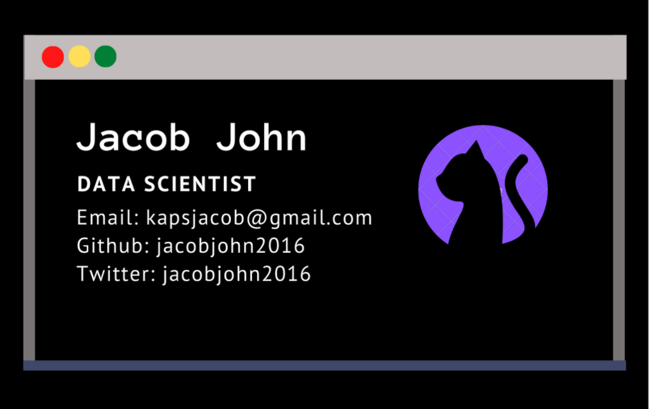 Jacob John
DATA SCIENTIST
Email: kapsjacob@gmail.com
Github: jacobjohn2016
Twitter: jacobjohn2016